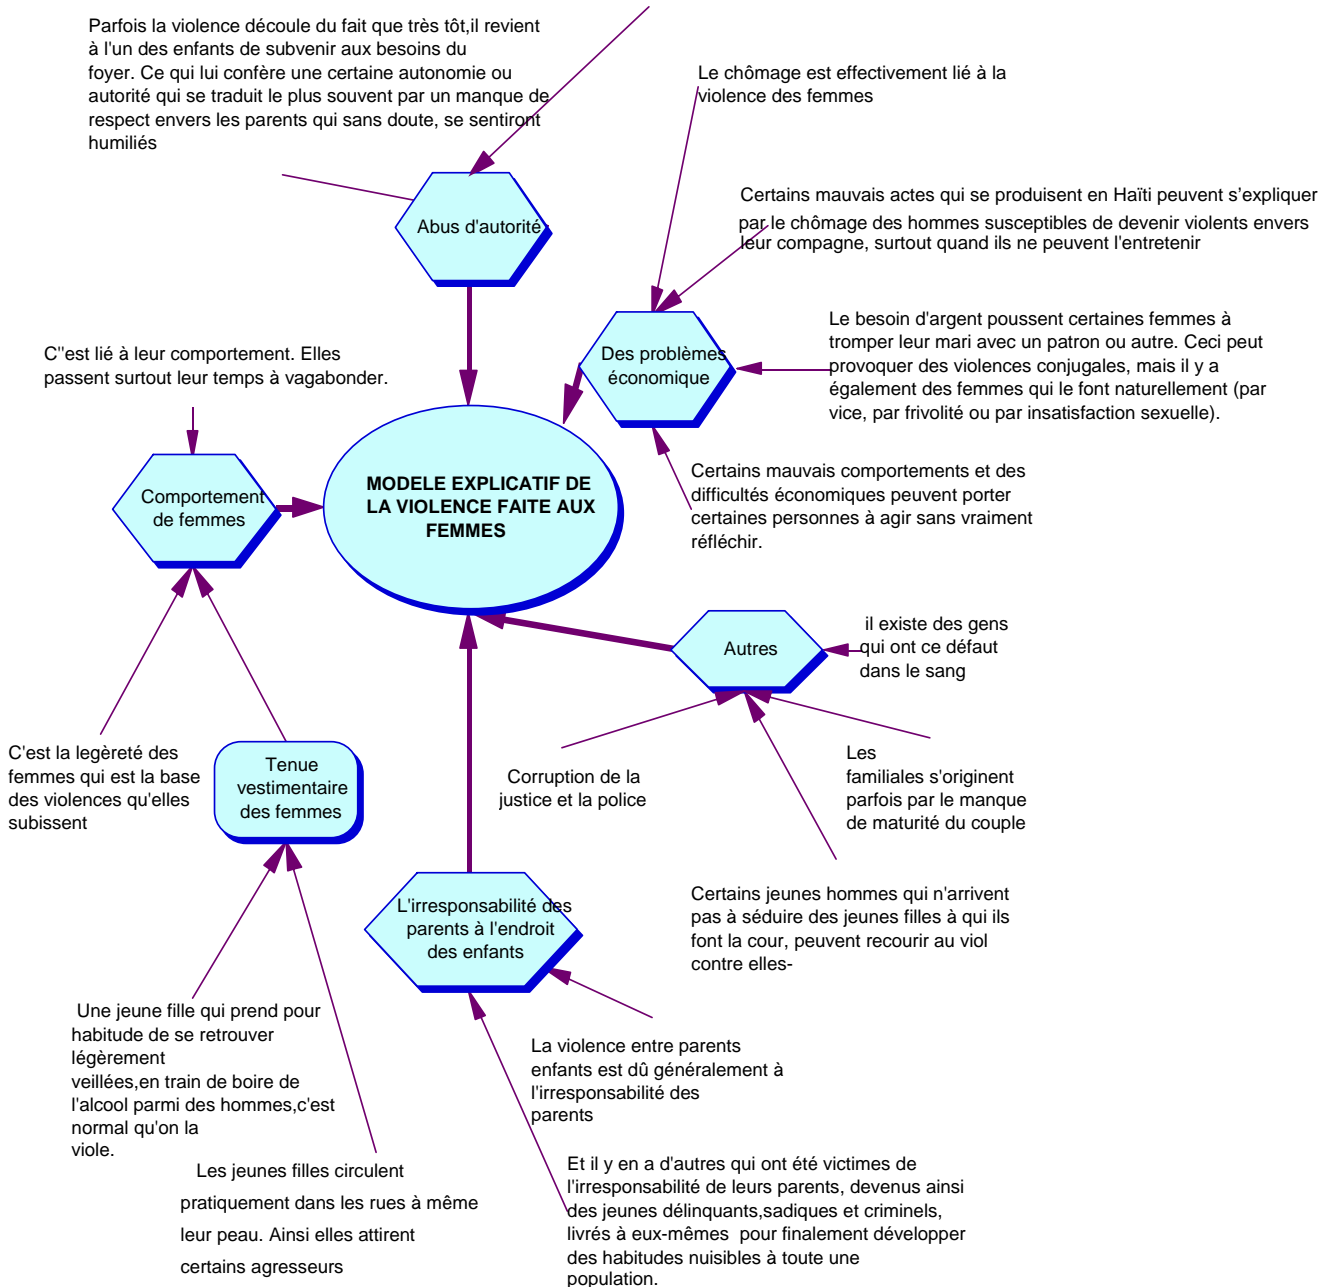 Parfois la violence découle du fait que très tôt,il revient
à l'un des enfants de subvenir aux besoins du
foyer. Ce qui lui confère une certaine autonomie ou
autorité qui se traduit le plus souvent par un manque de
respect envers les parents qui sans doute, se sentiront
humiliés
Le chômage est effectivement lié à la
violence des femmes
Abus d'autorité
Certains mauvais actes qui se produisent en Haïti peuvent s’expliquer
par le chômage des hommes susceptibles de devenir violents envers
leur compagne, surtout quand ils ne peuvent l'entretenir
Des problèmes
économique
Le besoin d'argent poussent certaines femmes à
tromper leur mari avec un patron ou autre. Ceci peut
provoquer des violences conjugales, mais il y a
également des femmes qui le font naturellement (par
vice, par frivolité ou par insatisfaction sexuelle).
C''est lié à leur comportement. Elles
passent surtout leur temps à vagabonder.
Comportement
de femmes
MODELE EXPLICATIF DE
LA VIOLENCE FAITE AUX
FEMMES
Certains mauvais comportements et des
difficultés économiques peuvent porter
certaines personnes à agir sans vraiment
réfléchir.
Autres
il existe des gens
qui ont ce défaut
dans le sang
C'est la legèreté des
femmes qui est la base
des violences qu'elles
subissent
Tenue
vestimentaire
des femmes
Corruption de la
justice et la police
Les
familiales s'originent
parfois par le manque
de maturité du couple
L'irresponsabilité des
parents à l'endroit
des enfants
Certains jeunes hommes qui n'arrivent
pas à séduire des jeunes filles à qui ils
font la cour, peuvent recourir au viol
contre elles-
Une jeune fille qui prend pour
habitude de se retrouver
légèrement
veillées,en train de boire de
l'alcool parmi des hommes,c'est
normal qu'on la
viole.
La violence entre parents
enfants est dû généralement à
l'irresponsabilité des
parents
Les jeunes filles circulent
pratiquement dans les rues à même
leur peau. Ainsi elles attirent
certains agresseurs
Et il y en a d'autres qui ont été victimes de
l'irresponsabilité de leurs parents, devenus ainsi
des jeunes délinquants,sadiques et criminels,
livrés à eux-mêmes  pour finalement développer
des habitudes nuisibles à toute une
population.